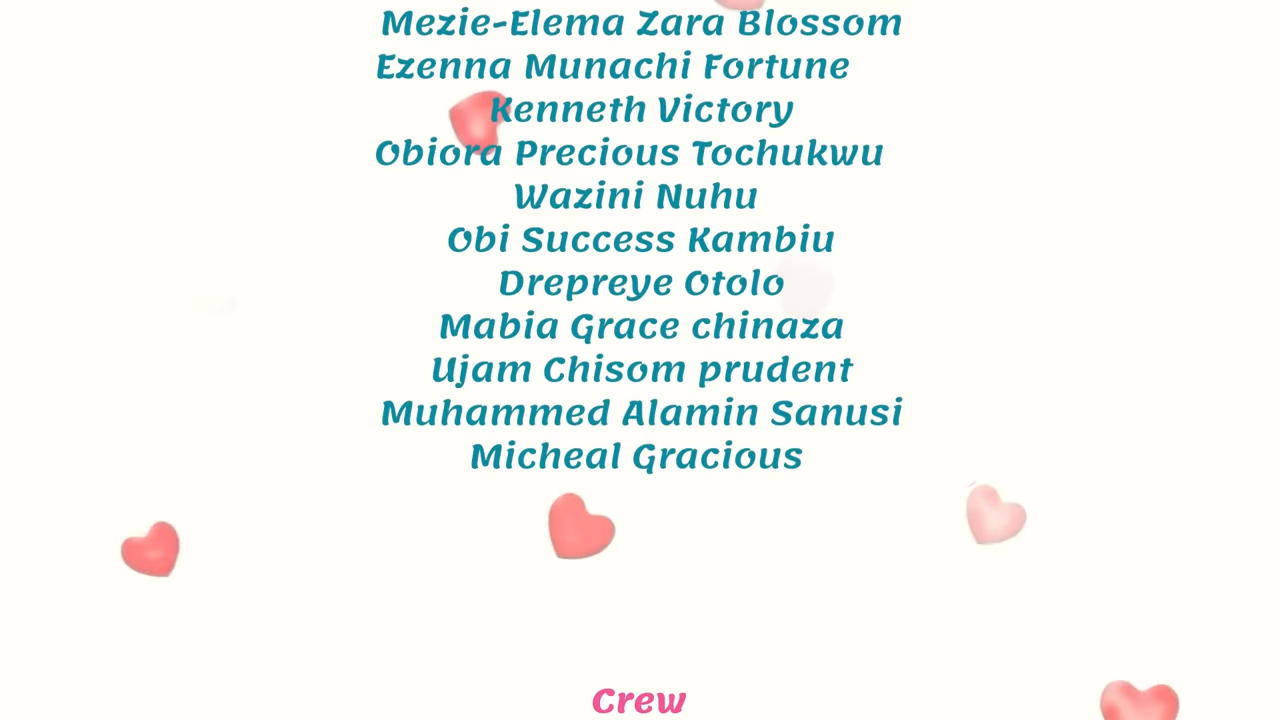 Mezie-Elema Zara Blossom
Ezenna Munachi Fortune
Kenneth Victory
Obiora Precious Tochukwu
Wazini Nuhu
Obi Success Kambiu
Drepreye Otolo
Mabia Grace chinaza
Ujam Chisom prudent
Muhammed Alamin Sanusi
Micheal Gracious
Crew